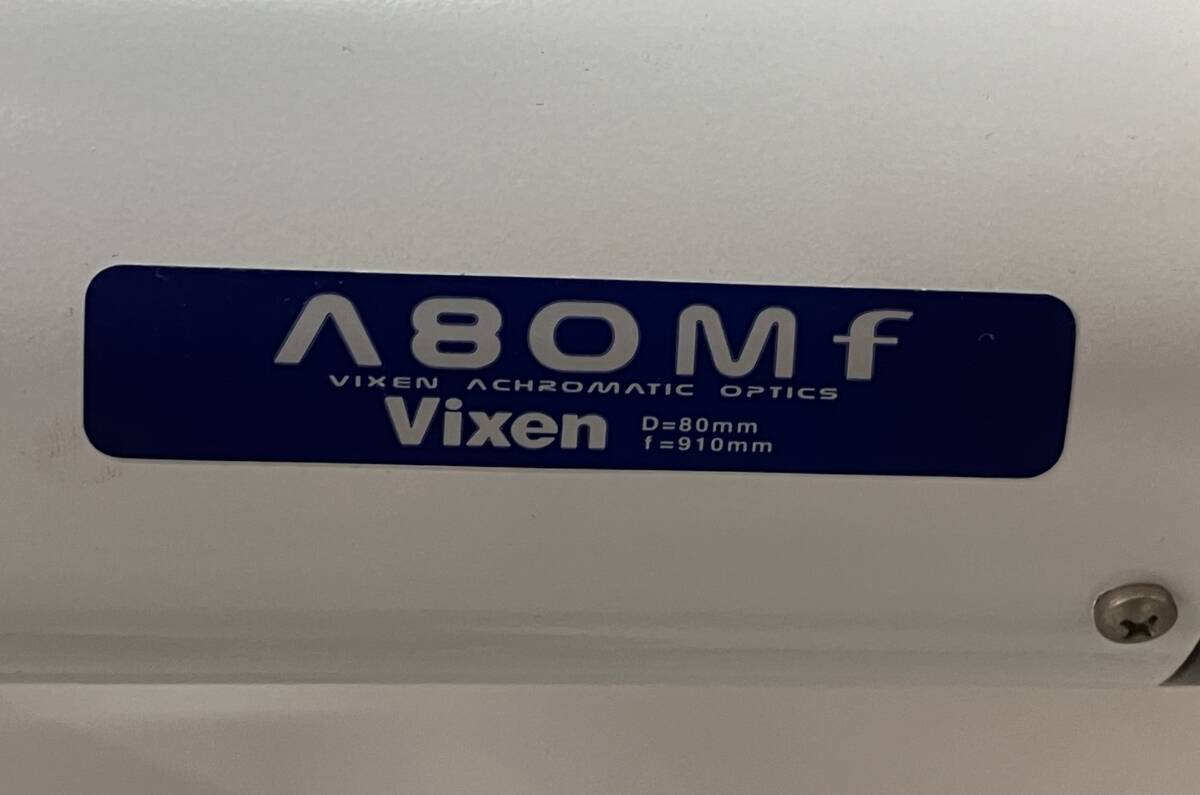 A80Mf
VIXEN ACHROMATIC OPTICS
Vixen
D=80mm
f=910mm